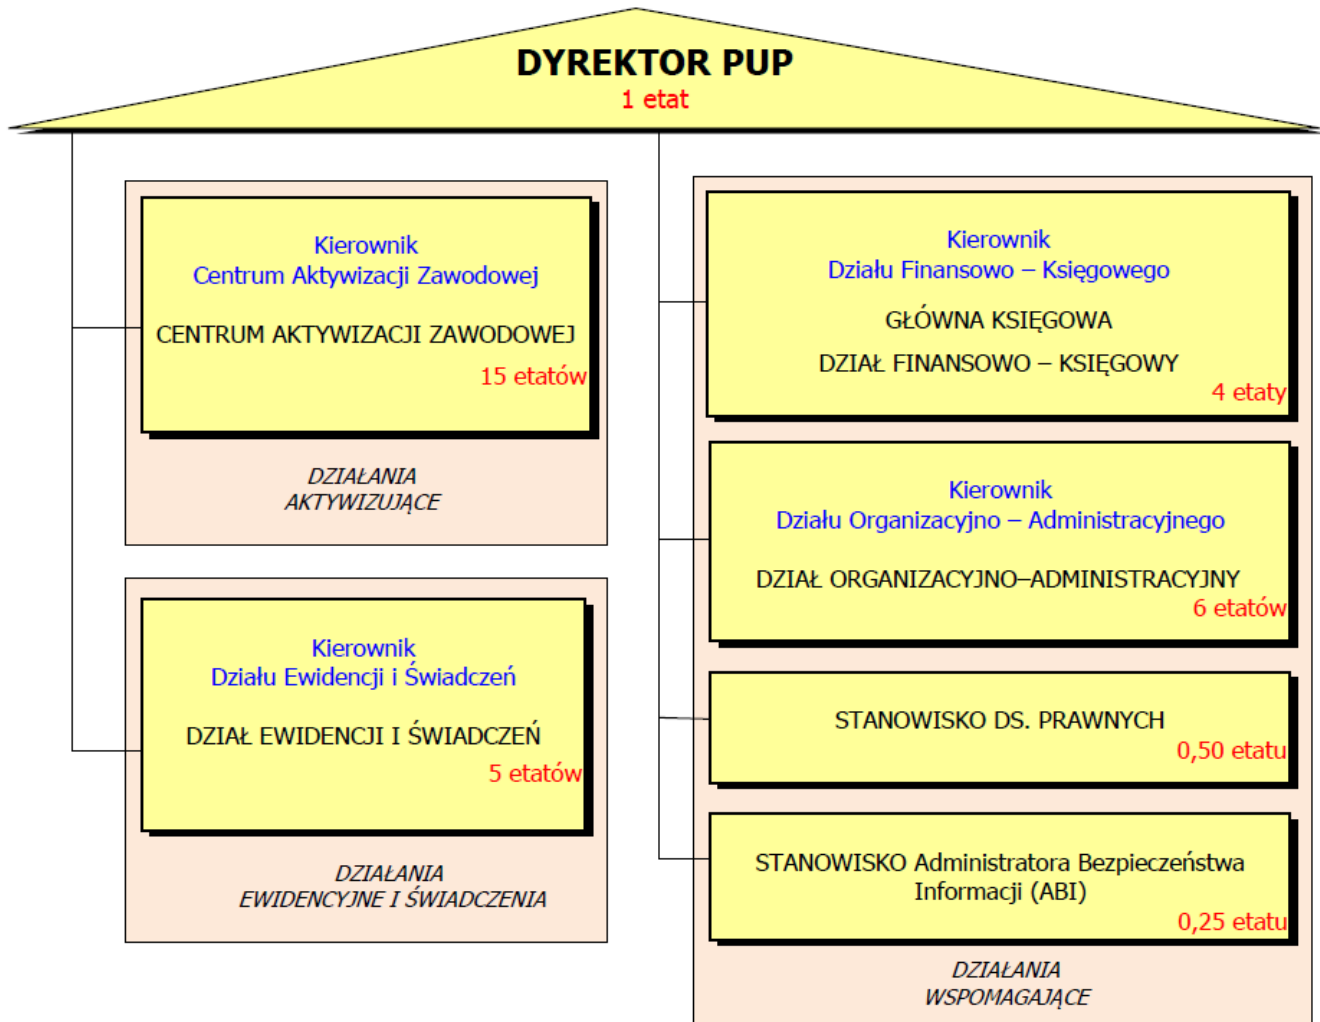 DYREKTOR PUP
1 etat
Kierownik
Centrum Aktywizacji Zawodowej
CENTRUM AKTYWIZACJI ZAWODOWEJ
15 etatów
DZIAŁANIA
AKTYWIZUJĄCE
Kierownik
Działu Ewidencji i Świadczeń
DZIAŁ EWIDENCJI I ŚWIADCZEŃ
5 etatów
DZIAŁANIA
EWIDENCYJNE I ŚWIADCZENIA
Kierownik
Działu Finansowo – Księgowego
GŁÓWNA KSIĘGOWA
DZIAŁ FINANSOWO – KSIĘGOWY
4 etaty
Kierownik
Działu Organizacyjno – Administracyjnego
DZIAŁ ORGANIZACYJNO–ADMINISTRACYJNY
6 etatów
STANOWISKO DS. PRAWNYCH
0,50 etatu
STANOWISKO Administratora Bezpieczeństwa
Informacji (ABI)
0,25 etatu
DZIAŁANIA
WSPOMAGAJĄCE